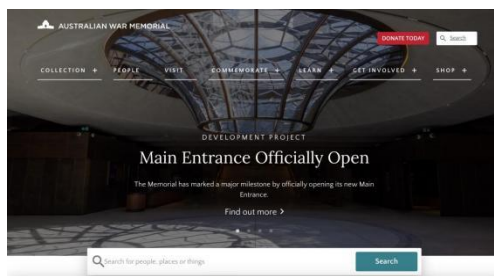 AUSTRALIAN WAR MEMORIAL
DONATE TODAY
Search
COLLECTION + PEOPLE VISIT COMMEMORATE + LEARN + GET INVOLVED + SHOP +
DEVELOPMENT PROJECT
Main Entrance Officially Open
The Memorial has marked a major milestone by officially opening its new Main
Entrance.
Find out more >
Search for people, places or things
Search